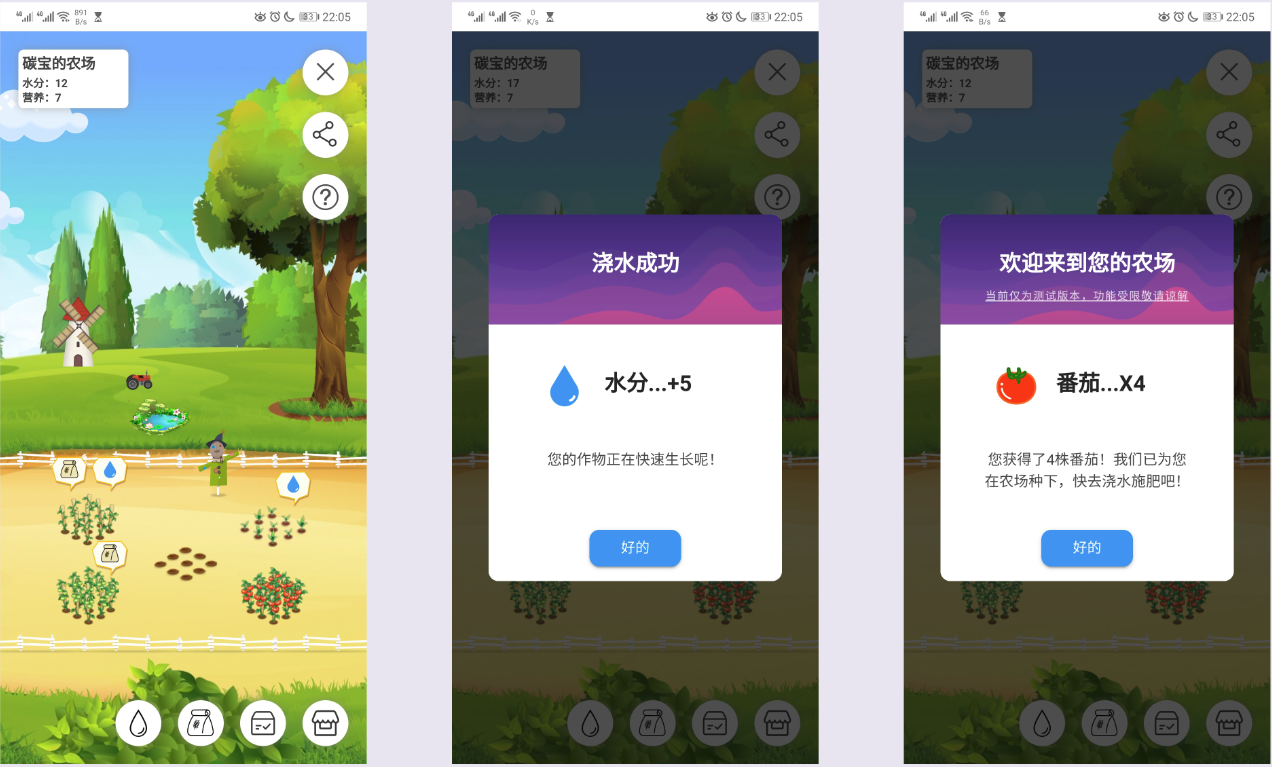 891
B/s
83
22:05
碳宝的农场
水分：12
营养：7
0
K/s
83
22:05
碳宝的农场
水分：17
营养：7
浇水成功
水分...+5
您的作物正在快速生长呢！
好的
66
B/s
83
22:05
碳宝的农场
水分：12
营养：7
欢迎来到您的农场
当前仅为测试版本，功能受限敬请谅解
番茄...X4
您获得了4株番茄！我们已为您
在农场种下，快去浇水施肥吧！
好的